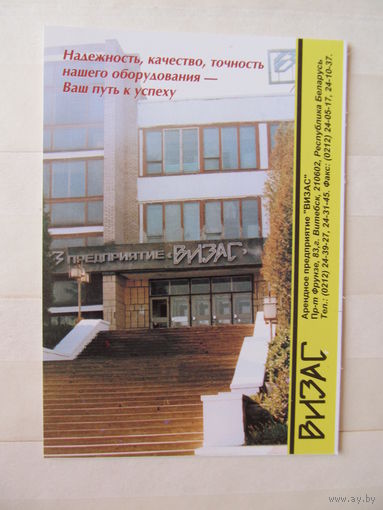 Надежность, качество, точность
нашего оборудования —
Ваш путь к успеху
З ПРЕДПРИЯТИЕ «ВИЗАС»
ВИЗАС
Арендное предприятие "ВИЗАС"
Пр-т Фрунзе, 83,г. Витебск, 210602, Республика Беларусь
Тел.: (0212) 24-39-27, 24-31-45. Факс: (0212) 24-05-17, 24-10-37.
www.ay.by